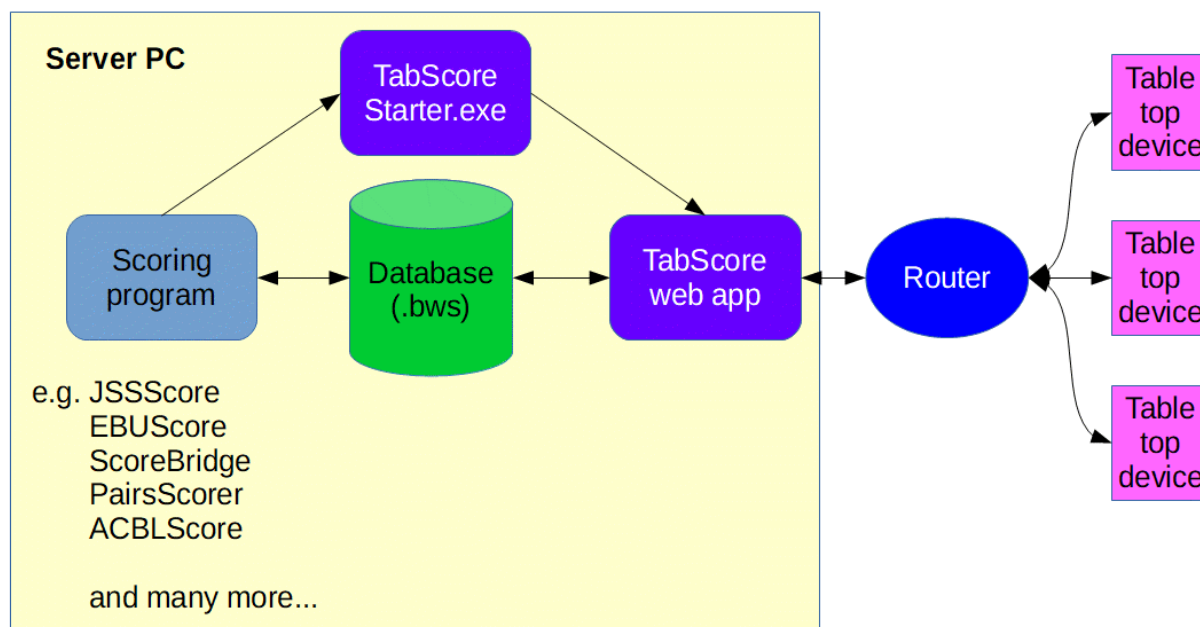 Server PC
TabScore
Starter.exe
Scoring
program
Database
(.bws)
TabScore
web app
Router
Table
top
device
Table
top
device
Table
top
device
e.g. JSSScore
EBUScore
ScoreBridge
PairsScorer
ACBLScore
and many more...